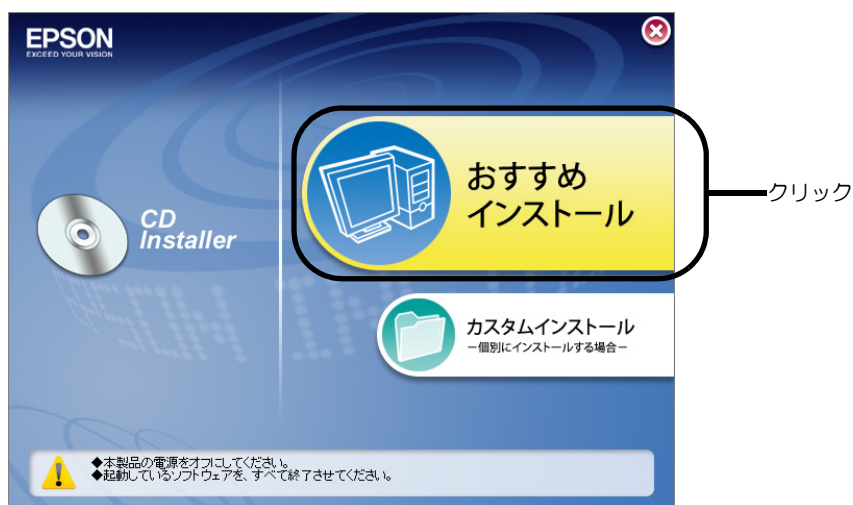 EPSON
EXCEED YOUR VISION
おすすめ
インストール
クリック
CD
Installer
カスタムインストール
－個別にインストールする場合－
◆本製品の電源をオフにしてください。
◆起動しているソフトウェアを、すべて終了させてください。